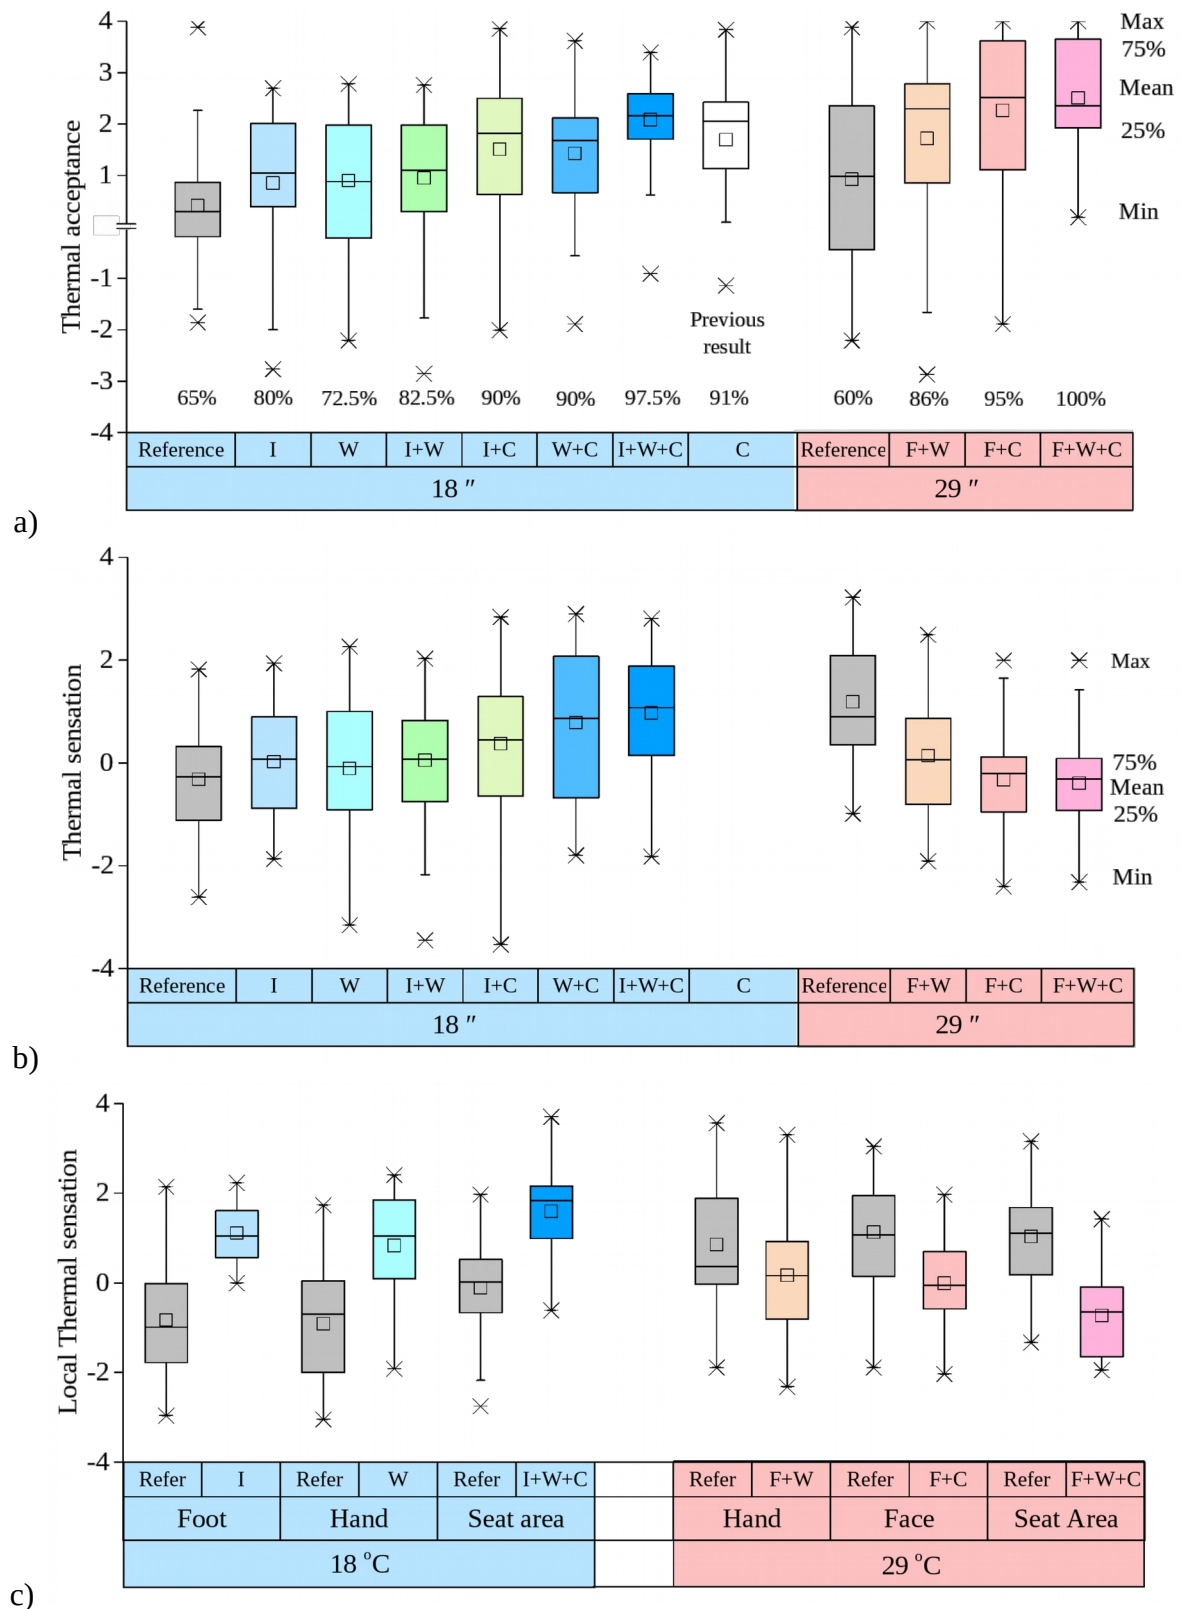 4
Max
75%
3
Mean
2
25%
1
Min
Thermal acceptance
-1
Previous
result
-2
-3
65% 80% 72.5% 82.5% 90% 90% 97.5% 91% 60% 86% 95% 100%
-4
Reference I W I+W I+C W+C I+W+C C Reference F+W F+C F+W+C
18 ″ 29 ″
a)
4
2
Max
Thermal sensation
0
75%
Mean
25%
-2
Min
-4
Reference I W I+W I+C W+C I+W+C C Reference F+W F+C F+W+C
18 ″ 29 ″
b)
4
2
Local Thermal sensation
0
-2
-4
Refer I Refer W Refer I+W+C Refer F+W Refer F+C Refer F+W+C
Foot Hand Seat area Hand Face Seat Area
18 °C 29 °C
c)